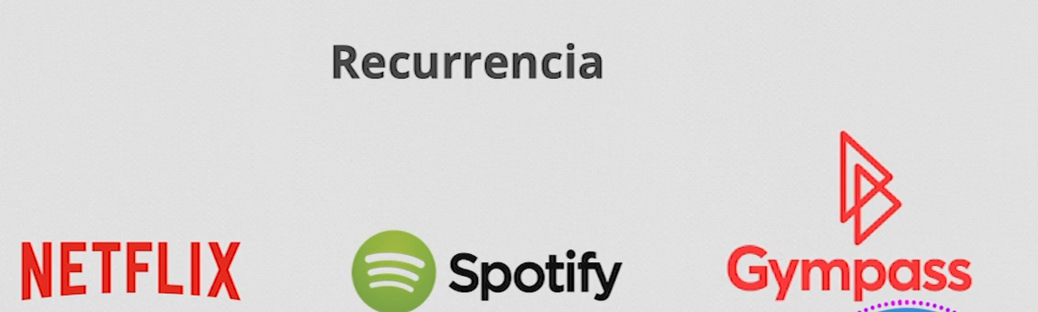 Recurrencia
NETFLIX
Spotify
Gympass